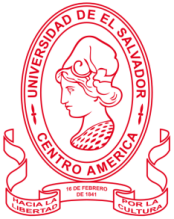 UNIVERSIDAD DE EL SALVADOR
CENTRO AMERICA
HACIA LA
LIBERTAD
16 DE FEBRERO
DE 1841
POR LA
CULTURA